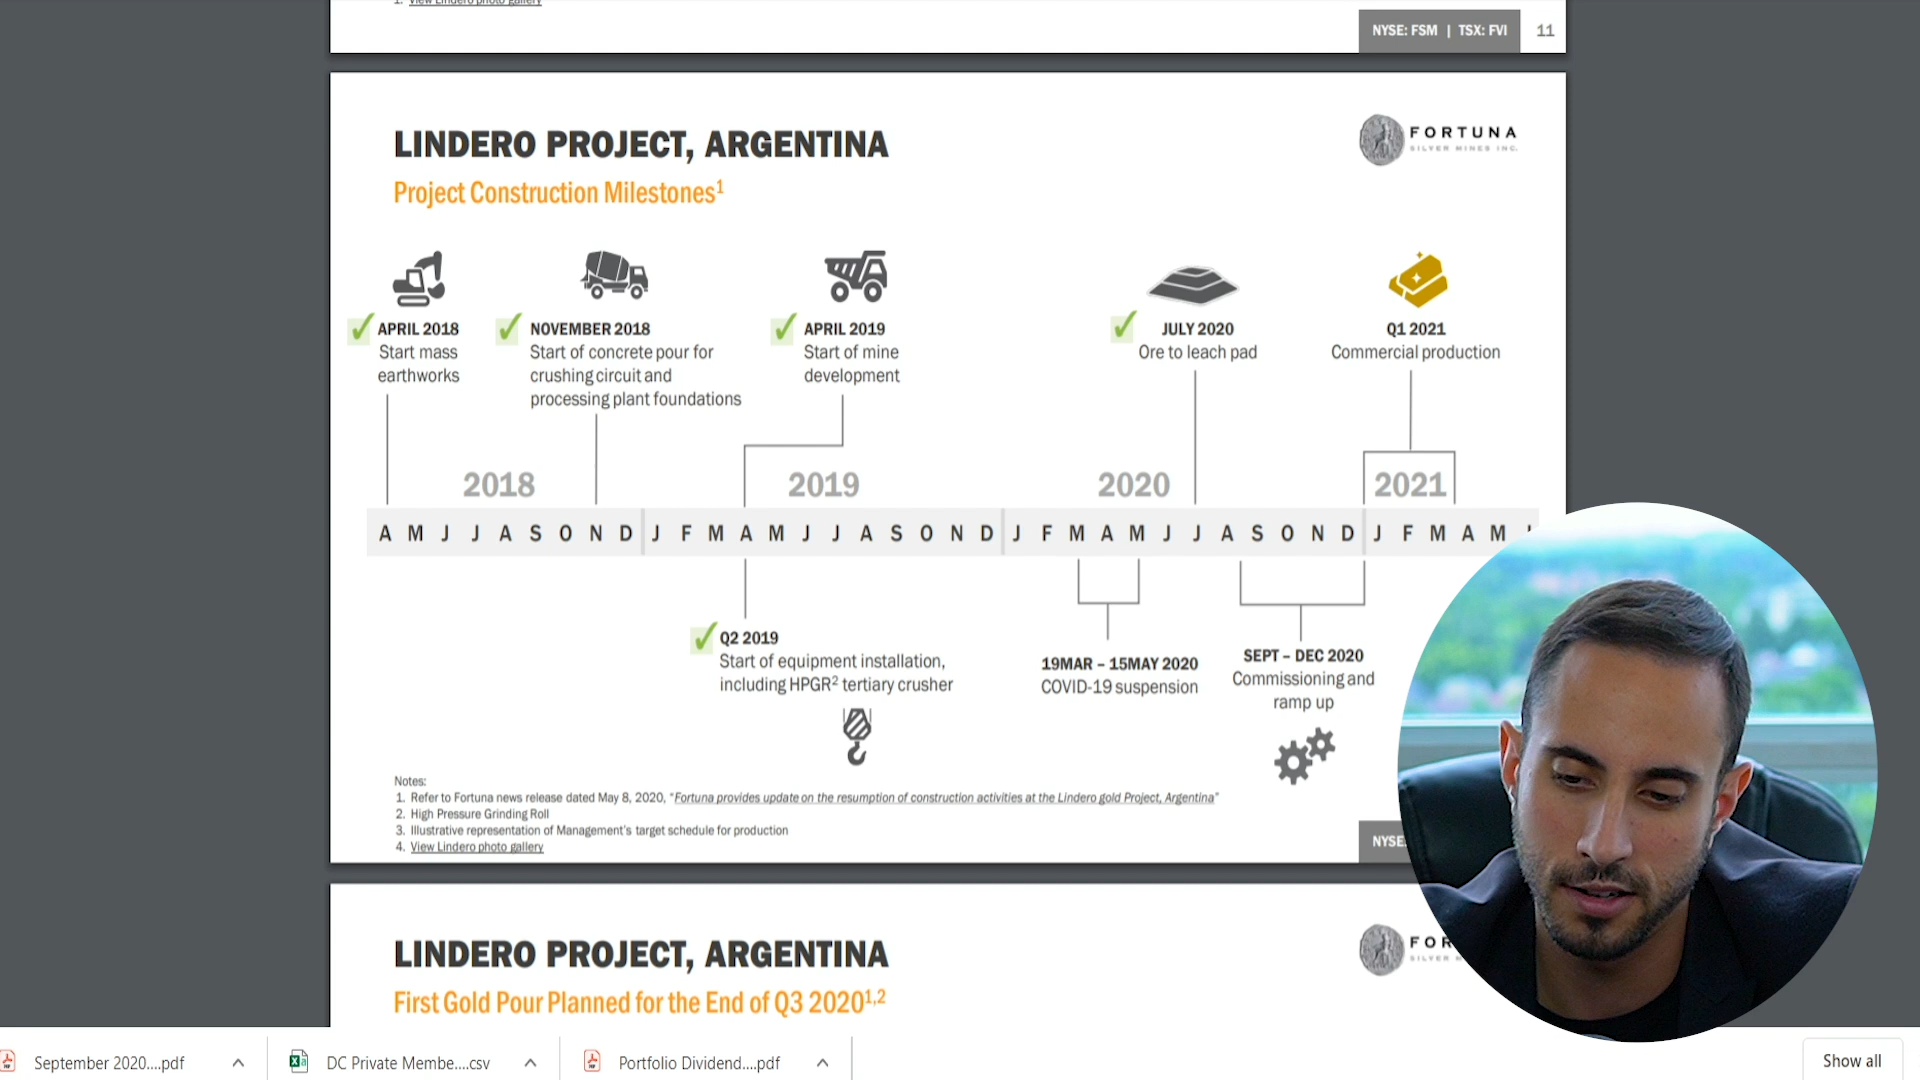 1. View Lindero photo gallery
NYSE: FSM | TSX: FVI 11
LINDERO PROJECT, ARGENTINA
FORTUNA
SILVER MINES INC.
Project Construction Milestones1
APRIL 2018
Start mass
earthworks
NOVEMBER 2018
Start of concrete pour for
crushing circuit and
processing plant foundations
APRIL 2019
Start of mine
development
JULY 2020
Ore to leach pad
Q1 2021
Commercial production
2018 2019 2020 2021
A M J J A S O N D J F M A M J J A S O N D J F M A M J J A S O N D J F M A M
Q2 2019
Start of equipment installation,
including HPGR2 tertiary crusher
19MAR – 15MAY 2020
COVID-19 suspension
SEPT – DEC 2020
Commissioning and
ramp up
Notes:
1. Refer to Fortuna news release dated May 8, 2020, “Fortuna provides update on the resumption of construction activities at the Lindero gold Project, Argentina”
2. High Pressure Grinding Roll
3. Illustrative representation of Management's target schedule for production
4. View Lindero photo gallery
NYSE:
LINDERO PROJECT, ARGENTINA
FOR
SILVER
First Gold Pour Planned for the End of Q3 20201,2
September 2020....pdf
DC Private Membe....csv
Portfolio Dividend....pdf
Show all